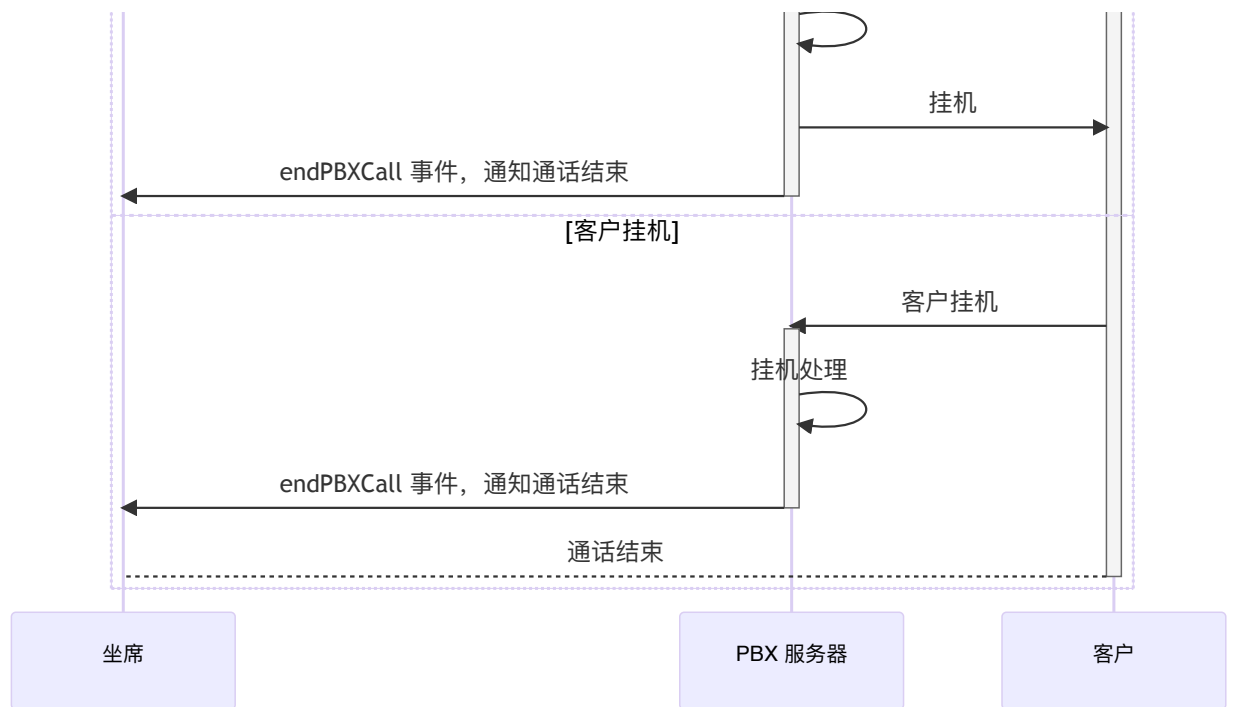 挂机
endPBXCall 事件，通知通话结束
[客户挂机]
客户挂机
挂机处理
endPBXCall 事件，通知通话结束
通话结束
坐席
PBX 服务器
客户